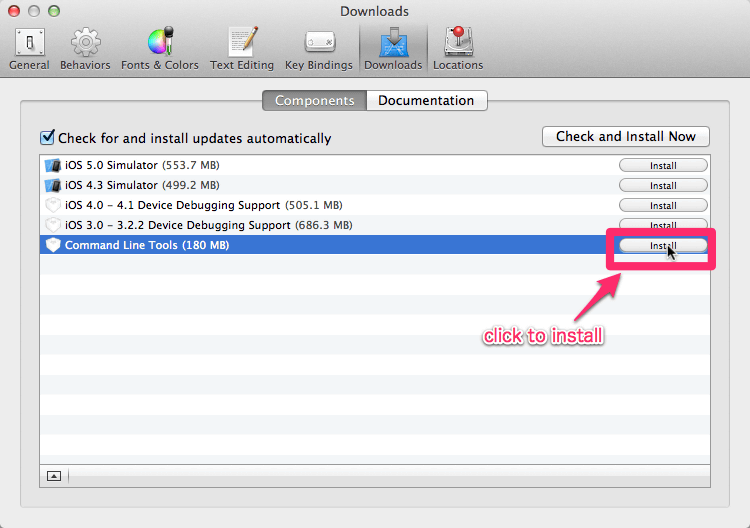 Downloads
General Behaviors Fonts & Colors Text Editing Key Bindings Downloads Locations
Components Documentation
Check for and install updates automatically Check and Install Now
iOS 5.0 Simulator (553.7 MB) Install
iOS 4.3 Simulator (499.2 MB) Install
iOS 4.0 - 4.1 Device Debugging Support (505.1 MB) Install
iOS 3.0 - 3.2.2 Device Debugging Support (686.3 MB) Install
Command Line Tools (180 MB) Install
click to install